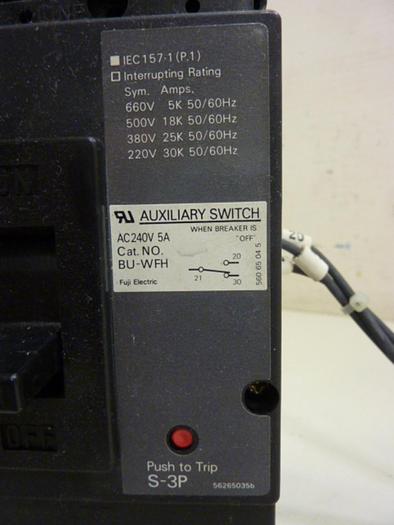 ■ IEC157-1 (P.1)
□ Interrupting Rating
Sym. Amps.
660V 5K 50/60Hz
500V 18K 50/60Hz
380V 25K 50/60Hz
220V 30K 50/60Hz
ON
AUXILIARY SWITCH
AC240V 5A
WHEN BREAKER IS
"OFF"
Cat. NO.
BU-WFH
20
21
30
Fuji Electric
560 65 04 5
OFF
Push to Trip
S-3P
56265035b